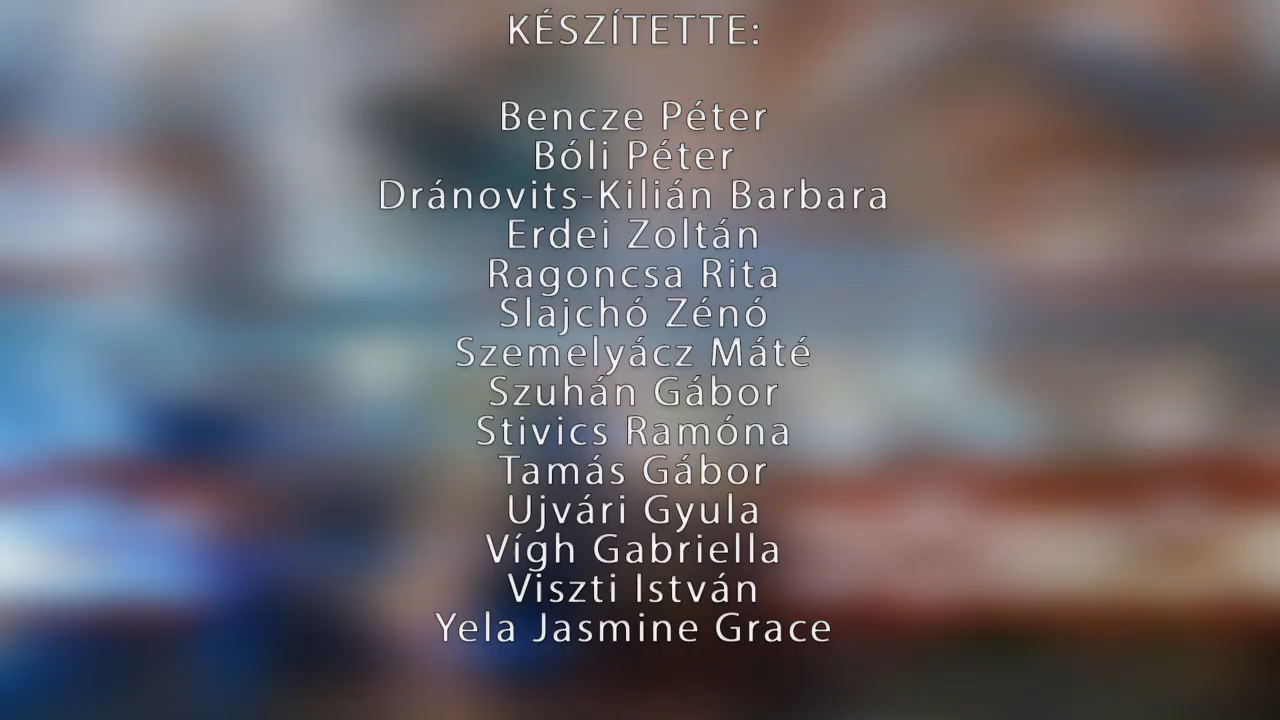 KÉSZÍTETTE:
Bencze Péter
Bóli Péter
Dránovits-Kilián Barbara
Erdei Zoltán
Ragoncsa Rita
Slajchó Zénó
Szemelyácz Máté
Szuhán Gábor
Stivics Ramóna
Tamás Gábor
Ujvári Gyula
Vígh Gabriella
Viszti István
Yela Jasmine Grace